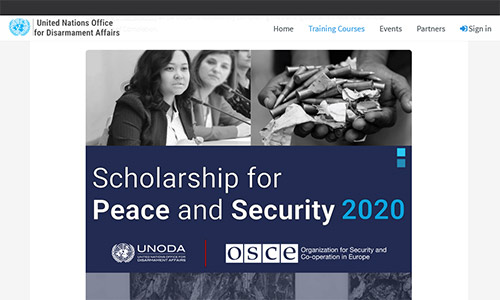 United Nations Office
for Disarmament Affairs
Home Training Courses Events Partners Sign in
Scholarship for
Peace and Security 2020
UNODA
UNITED NATIONS OFFICE FOR
DISARMAMENT AFFAIRS
OSCE
Organization for Security and
Co-operation in Europe